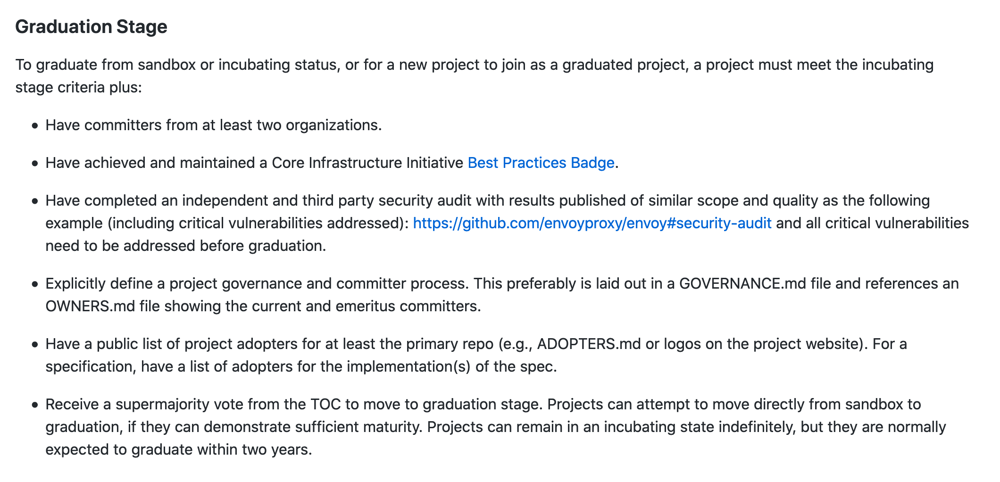 Graduation Stage
To graduate from sandbox or incubating status, or for a new project to join as a graduated project, a project must meet the incubating
stage criteria plus:
• Have committers from at least two organizations.
• Have achieved and maintained a Core Infrastructure Initiative Best Practices Badge.
• Have completed an independent and third party security audit with results published of similar scope and quality as the following
example (including critical vulnerabilities addressed): https://github.com/envoyproxy/envoy#security-audit and all critical vulnerabilities
need to be addressed before graduation.
• Explicitly define a project governance and committer process. This preferably is laid out in a GOVERNANCE.md file and references an
OWNERS.md file showing the current and emeritus committers.
• Have a public list of project adopters for at least the primary repo (e.g., ADOPTERS.md or logos on the project website). For a
specification, have a list of adopters for the implementation(s) of the spec.
• Receive a supermajority vote from the TOC to move to graduation stage. Projects can attempt to move directly from sandbox to
graduation, if they can demonstrate sufficient maturity. Projects can remain in an incubating state indefinitely, but they are normally
expected to graduate within two years.